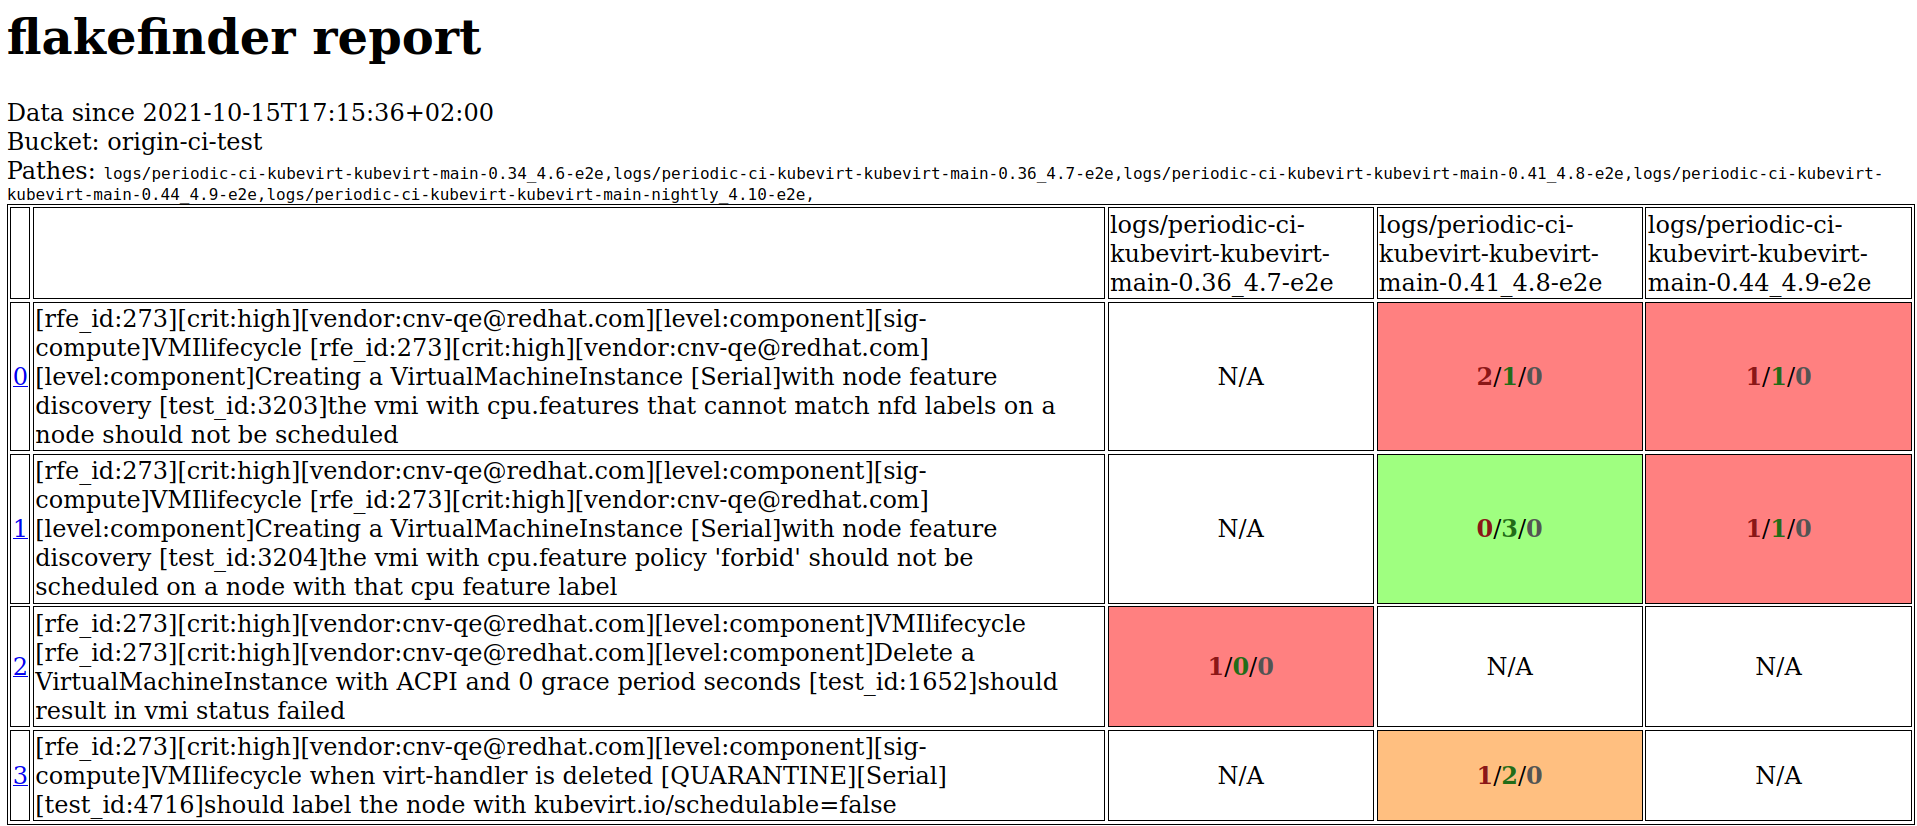 flakefinder report
Data since 2021-10-15T17:15:36+02:00
Bucket: origin-ci-test
Pathes: logs/periodic-ci-kubevirt-kubevirt-main-0.34_4.6-e2e,logs/periodic-ci-kubevirt-kubevirt-main-0.36_4.7-e2e,logs/periodic-ci-kubevirt-kubevirt-main-0.41_4.8-e2e,logs/periodic-ci-kubevirt-
kubevirt-main-0.44_4.9-e2e,logs/periodic-ci-kubevirt-kubevirt-main-nightly_4.10-e2e,
logs/periodic-ci-
kubevirt-kubevirt-
main-0.36_4.7-e2e
logs/periodic-ci-
kubevirt-kubevirt-
main-0.41_4.8-e2e
logs/periodic-ci-
kubevirt-kubevirt-
main-0.44_4.9-e2e
0
[rfe_id:273][crit:high][vendor:cnv-qe@redhat.com][level:component][sig-
compute]VMIlifecycle [rfe_id:273][crit:high][vendor:cnv-qe@redhat.com]
[level:component]Creating a VirtualMachineInstance [Serial]with node feature
discovery [test_id:3203]the vmi with cpu.features that cannot match nfd labels on a
node should not be scheduled
N/A
2/1/0
1/1/0
1
[rfe_id:273][crit:high][vendor:cnv-qe@redhat.com][level:component][sig-
compute]VMIlifecycle [rfe_id:273][crit:high][vendor:cnv-qe@redhat.com]
[level:component]Creating a VirtualMachineInstance [Serial]with node feature
discovery [test_id:3204]the vmi with cpu.feature policy 'forbid' should not be
scheduled on a node with that cpu feature label
N/A
0/3/0
1/1/0
2
[rfe_id:273][crit:high][vendor:cnv-qe@redhat.com][level:component]VMIlifecycle
[rfe_id:273][crit:high][vendor:cnv-qe@redhat.com][level:component]Delete a
VirtualMachineInstance with ACPI and 0 grace period seconds [test_id:1652]should
result in vmi status failed
1/0/0
N/A
N/A
3
[rfe_id:273][crit:high][vendor:cnv-qe@redhat.com][level:component][sig-
compute]VMIlifecycle when virt-handler is deleted [QUARANTINE][Serial]
[test_id:4716]should label the node with kubevirt.io/schedulable=false
N/A
1/2/0
N/A